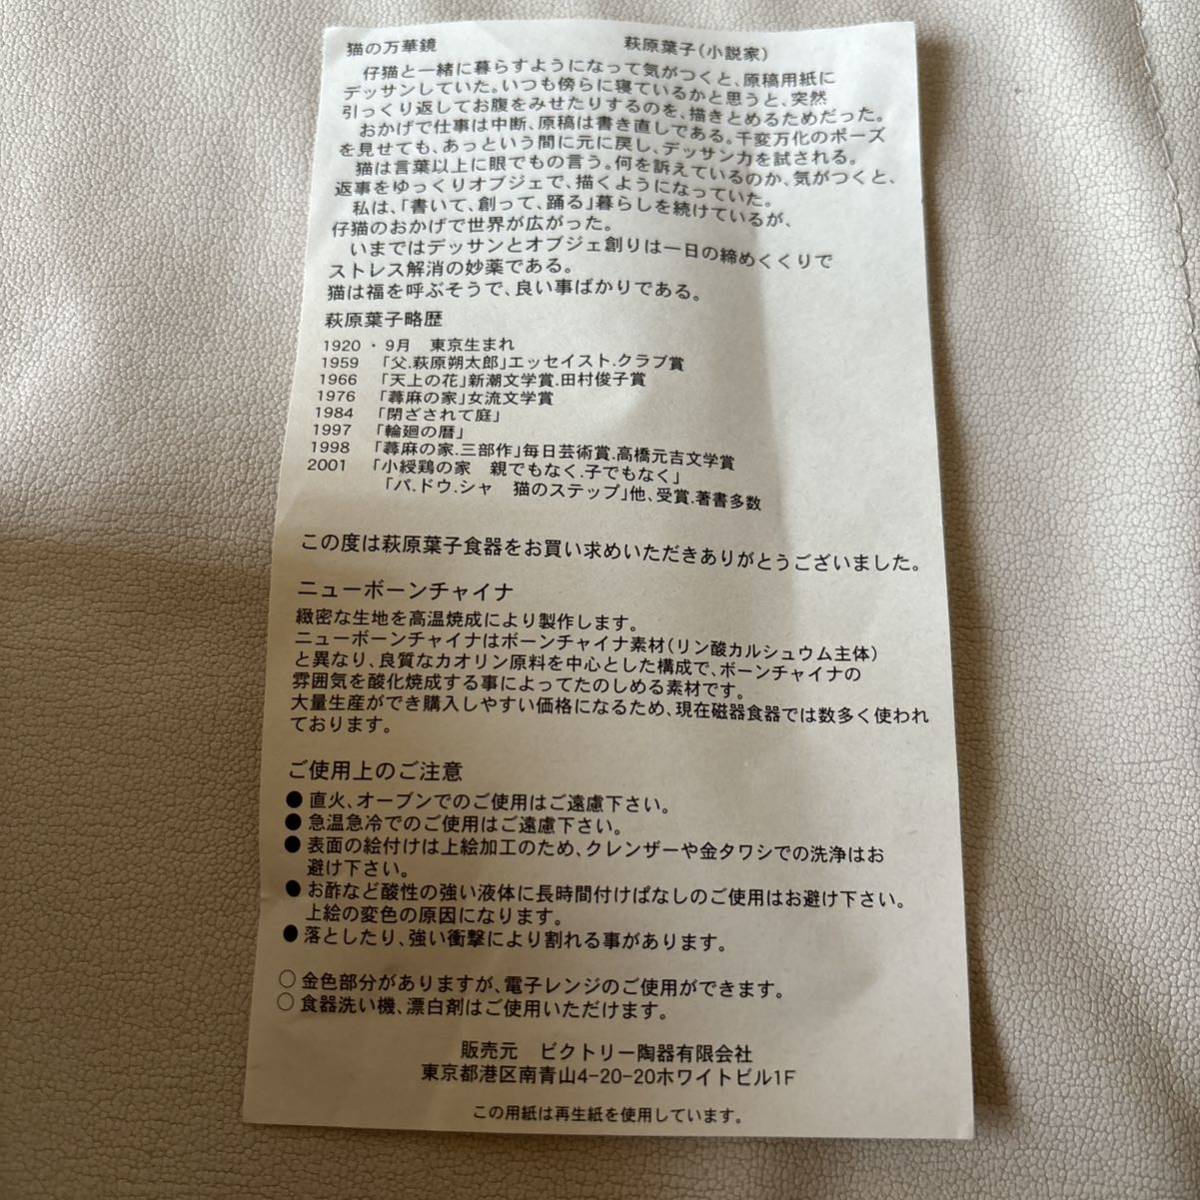 猫の万華鏡　　　　　　　　　萩原葉子(小説家)
仔猫と一緒に暮らすようになって気がつくと、原稿用紙に
デッサンしていた。いつも傍らに寝ているかと思うと、突然
引っくり返してお腹をみせたりするのを、描きとめるためだった。
おかげで仕事は中断、原稿は書き直しである。千変万化のポーズ
を見せても、あっという間に元に戻し、デッサン力を試される。
猫は言葉以上に眼でもの言う。何を訴えているのか、気がつくと、
返事をゆっくりオブジェで、描くようになっていた。
私は、「書いて、創って、踊る」暮らしを続けているが、
仔猫のおかげで世界が広がった。
いまではデッサンとオブジェ創りは一日の締めくくりで
ストレス解消の妙薬である。
猫は福を呼ぶそうで、良い事ばかりである。
萩原葉子略歴
1920・9月　東京生まれ
1959　「父.萩原朔太郎」エッセイスト.クラブ賞
1966　「天上の花」新潮文学賞.田村俊子賞
1976　「蕁麻の家」女流文学賞
1984　「閉ざされて庭」
1997　「輪廻の暦」
1998　「蕁麻の家.三部作」毎日芸術賞.高橋元吉文学賞
2001　「小綬鶏の家　親でもなく.子でもなく」
「パ.ドゥ.シャ　猫のステップ」他、受賞.著書多数
この度は萩原葉子食器をお買い求めいただきありがとうございました。
ニューボーンチャイナ
緻密な生地を高温焼成により製作します。
ニューボーンチャイナはボーンチャイナ素材(リン酸カルシュウム主体)
と異なり、良質なカオリン原料を中心とした構成で、ボーンチャイナの
雰囲気を酸化焼成する事によってたのしめる素材です。
大量生産ができ購入しやすい価格になるため、現在磁器食器では数多く使われ
ております。
ご使用上のご注意
● 直火、オーブンでのご使用はご遠慮下さい。
● 急温急冷でのご使用はご遠慮下さい。
● 表面の絵付けは上絵加工のため、クレンザーや金タワシでの洗浄はお
避け下さい。
● お酢など酸性の強い液体に長時間付けぱなしのご使用はお避け下さい。
上絵の変色の原因になります。
● 落としたり、強い衝撃により割れる事があります。
○ 金色部分がありますが、電子レンジのご使用ができます。
○ 食器洗い機、漂白剤はご使用いただけます。
販売元　ビクトリー陶器有限会社
東京都港区南青山4-20-20ホワイトビル1F
この用紙は再生紙を使用しています。